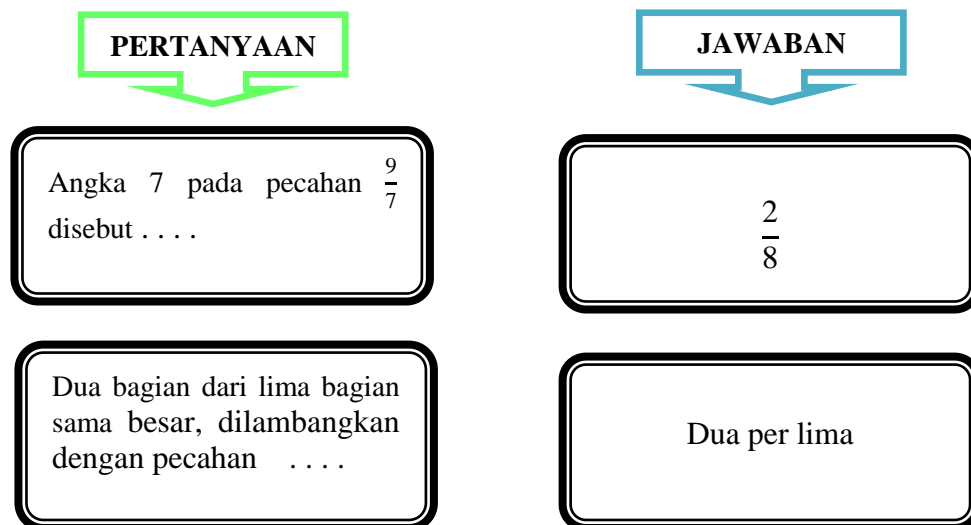 PERTANYAAN
JAWABAN
Angka 7 pada pecahan 9/7
disebut . . . .
2/8
Dua bagian dari lima bagian
sama besar, dilambangkan
dengan pecahan . . . .
Dua per lima